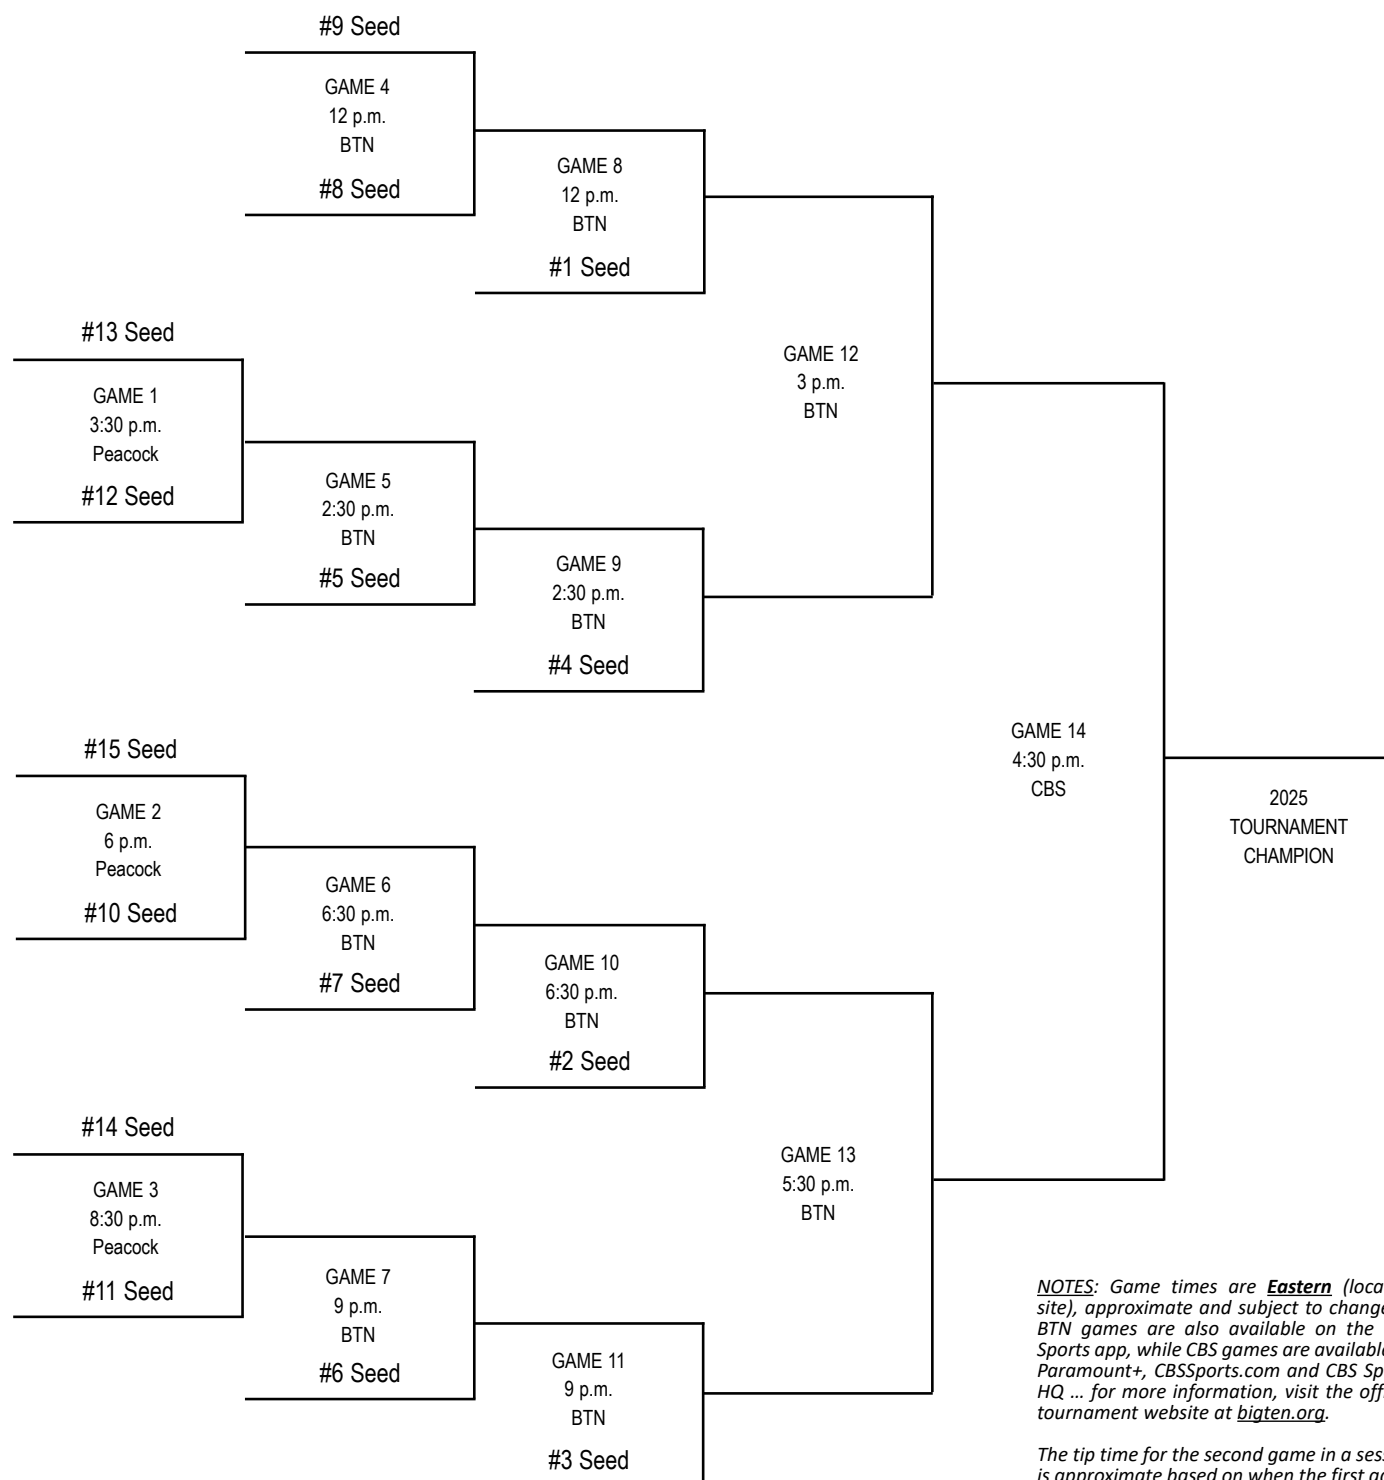 #9 Seed
GAME 4
12 p.m.
BTN
#8 Seed
GAME 8
12 p.m.
BTN
#1 Seed
#13 Seed
GAME 1
3:30 p.m.
Peacock
#12 Seed
GAME 5
2:30 p.m.
BTN
#5 Seed
GAME 9
2:30 p.m.
BTN
#4 Seed
GAME 12
3 p.m.
BTN
#15 Seed
GAME 2
6 p.m.
Peacock
#10 Seed
GAME 6
6:30 p.m.
BTN
#7 Seed
GAME 10
6:30 p.m.
BTN
#2 Seed
#14 Seed
GAME 3
8:30 p.m.
Peacock
#11 Seed
GAME 7
9 p.m.
BTN
#6 Seed
GAME 11
9 p.m.
BTN
#3 Seed
GAME 13
5:30 p.m.
BTN
GAME 14
4:30 p.m.
CBS
2025
TOURNAMENT
CHAMPION
NOTES: Game times are Eastern (loca
site), approximate and subject to change
BTN games are also available on the
Sports app, while CBS games are available
Paramount+, CBSSports.com and CBS Sp
HQ ... for more information, visit the off
tournament website at bigten.org.
The tip time for the second game in a ses
is approximate based on when the first